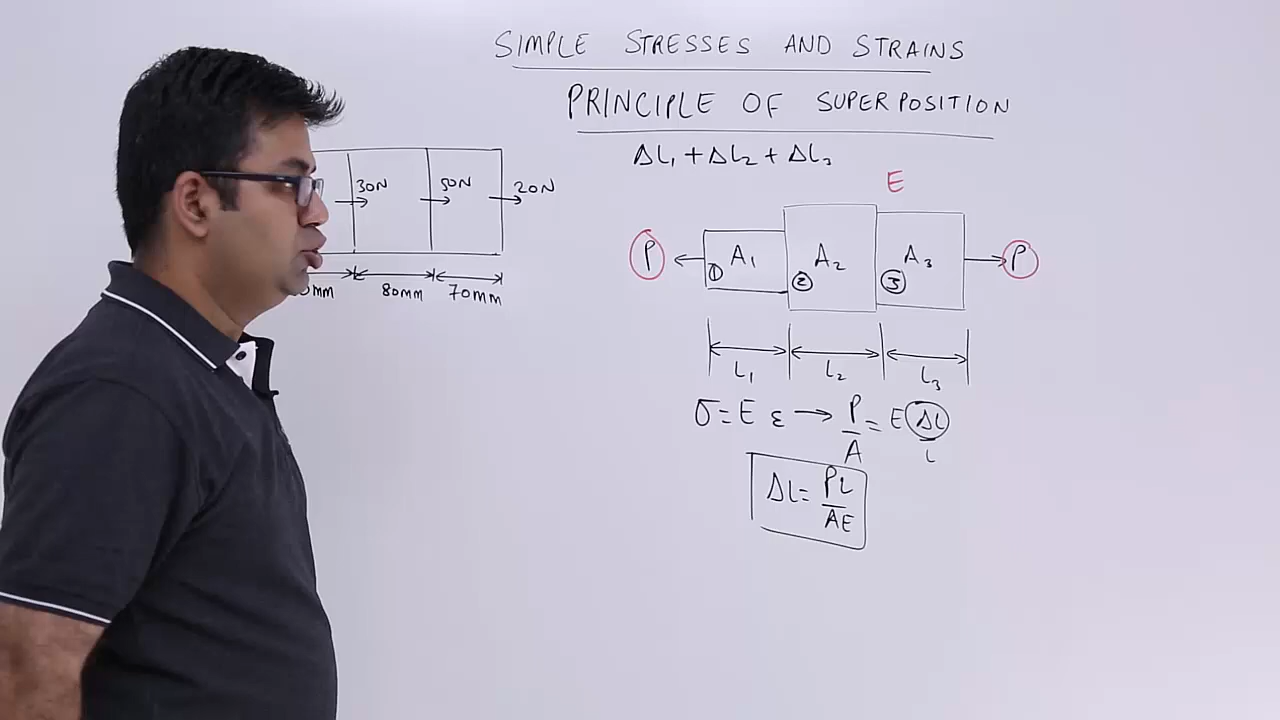 SIMPLE STRESSES AND STRAINS
PRINCIPLE OF SUPERPOSITION
ΔL₁ + ΔL₂ + ΔL₃
30N 50N 20N
80mm 70mm
E
P A₁ A₂ A₃ P
① ② ③
L₁ L₂ L₃
σ = E ε → P/A = E ΔL/L
ΔL = PL/AE